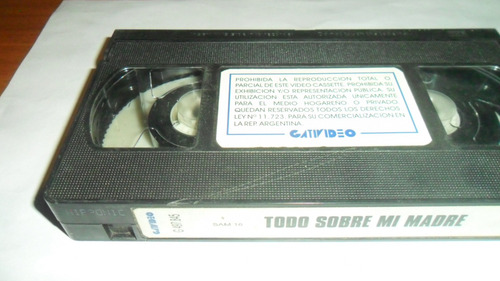 PROHIBIDA LA REPRODUCCION TOTAL O
PARCIAL DE ESTE VIDEO CASSETTE. PROHIBIDA SU
EXHIBICION Y/O REPRESENTACION PUBLICA. SU
UTILIZACION ESTA AUTORIZADA UNICAMENTE
PARA EL MEDIO HOGAREÑO O PRIVADO
QUEDAN RESERVADOS TODOS LOS DERECHOS
LEY Nº 11.723. PARA SU COMERCIALIZACION EN
LA REP. ARGENTINA.
GATIVIDEO
GATIVIDEO
TODO SOBRE MI MADRE